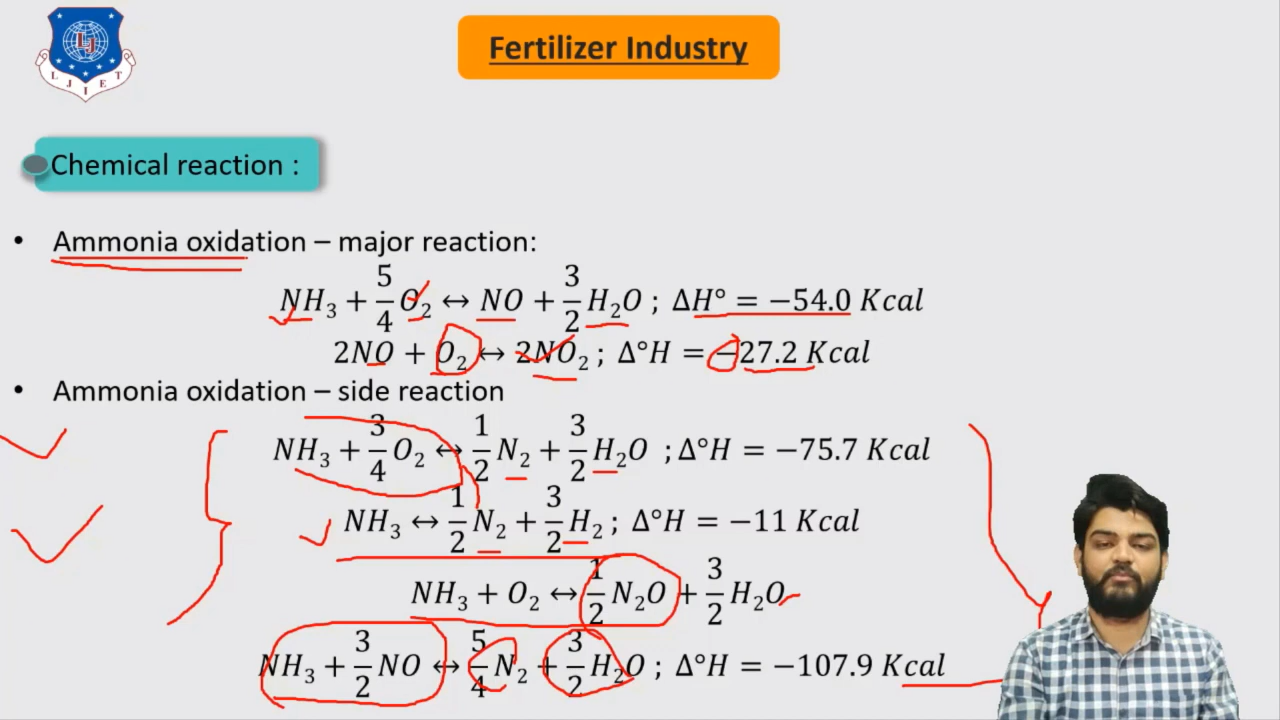 LJIET
Fertilizer Industry
Chemical reaction :
• Ammonia oxidation – major reaction:
NH₃ + 5/4 O₂ ↔ NO + 3/2 H₂O ; ΔH° = −54.0 Kcal
2NO + O₂ ↔ 2NO₂ ; Δ°H = −27.2 Kcal
• Ammonia oxidation – side reaction
NH₃ + 3/4 O₂ ↔ 1/2 N₂ + 3/2 H₂O ; Δ°H = −75.7 Kcal
NH₃ ↔ 1/2 N₂ + 3/2 H₂ ; Δ°H = −11 Kcal
NH₃ + O₂ ↔ 1/2 N₂O + 3/2 H₂O
NH₃ + 3/2 NO ↔ 5/4 N₂ + 3/2 H₂O ; Δ°H = −107.9 Kcal